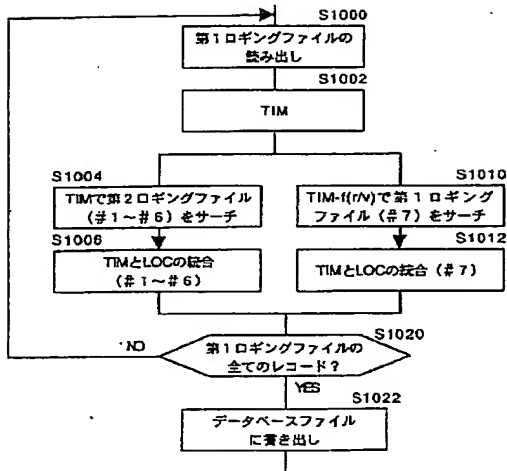 S1000
第1ロギングファイルの
読み出し
S1002
TIM
S1004
TIMで第2ロギングファイル
(#1～#6)をサーチ
S1010
TIM-f(r/v)で第1ロギング
ファイル(#7)をサーチ
S1006
TIMとLOCの統合
(#1～#6)
S1012
TIMとLOCの統合(#7)
S1020
第1ロギングファイルの
全てのレコード?
NO
YES
S1022
データベースファイル
に書き出し